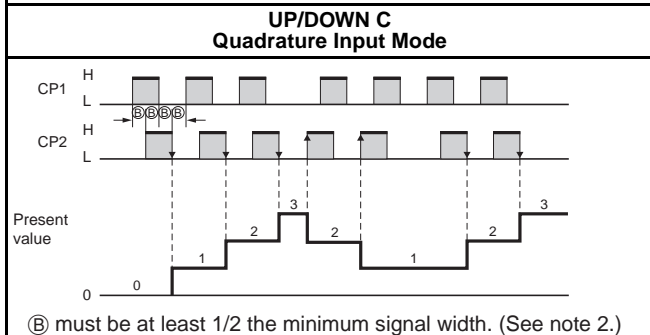 UP/DOWN C
Quadrature Input Mode
CP1
H
L
Ⓑ Ⓑ Ⓑ Ⓑ
CP2
H
L
Present
value
0
0
1
2
3
2
1
2
3
Ⓑ must be at least 1/2 the minimum signal width. (See note 2.)